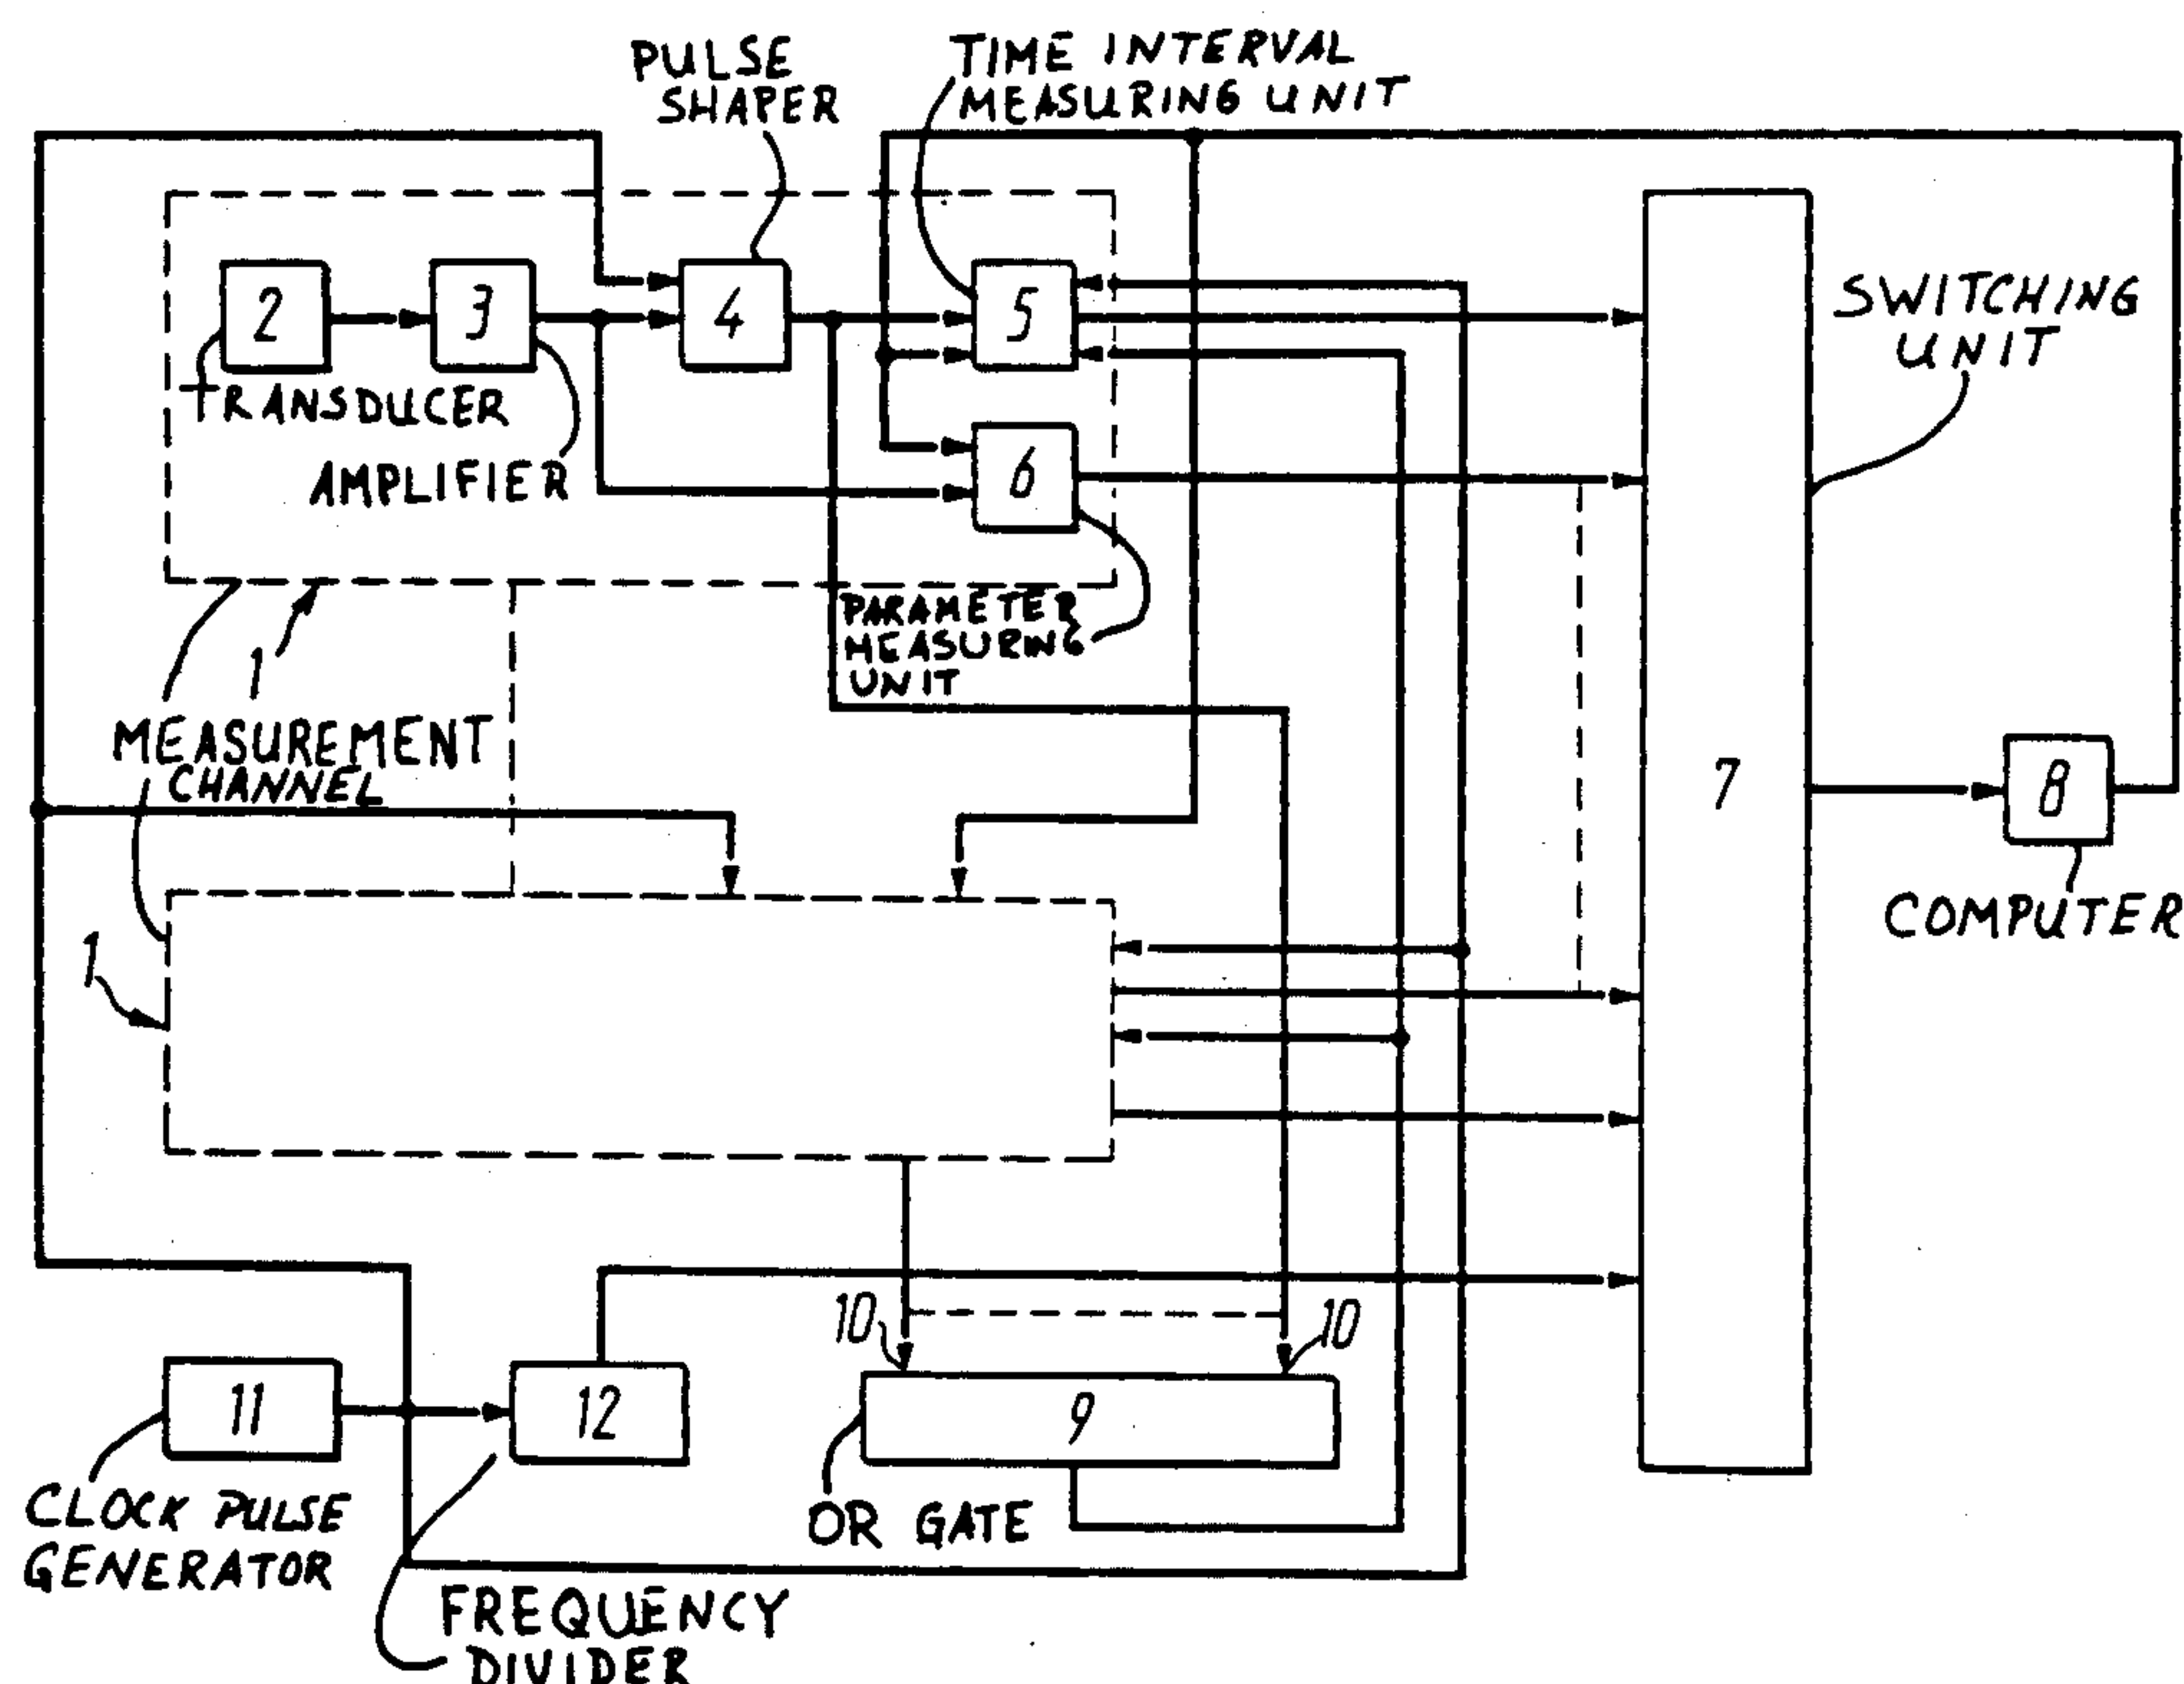 PULSE
SHAPER
TIME INTERVAL
MEASURING UNIT
2
3
4
5
SWITCHING
UNIT
TRANSDUCER
AMPLIFIER
6
PARAMETER
MEASURING
UNIT
1
MEASUREMENT
CHANNEL
7
8
COMPUTER
1
10
10
11
12
9
CLOCK PULSE
GENERATOR
OR GATE
FREQUENCY
DIVIDER